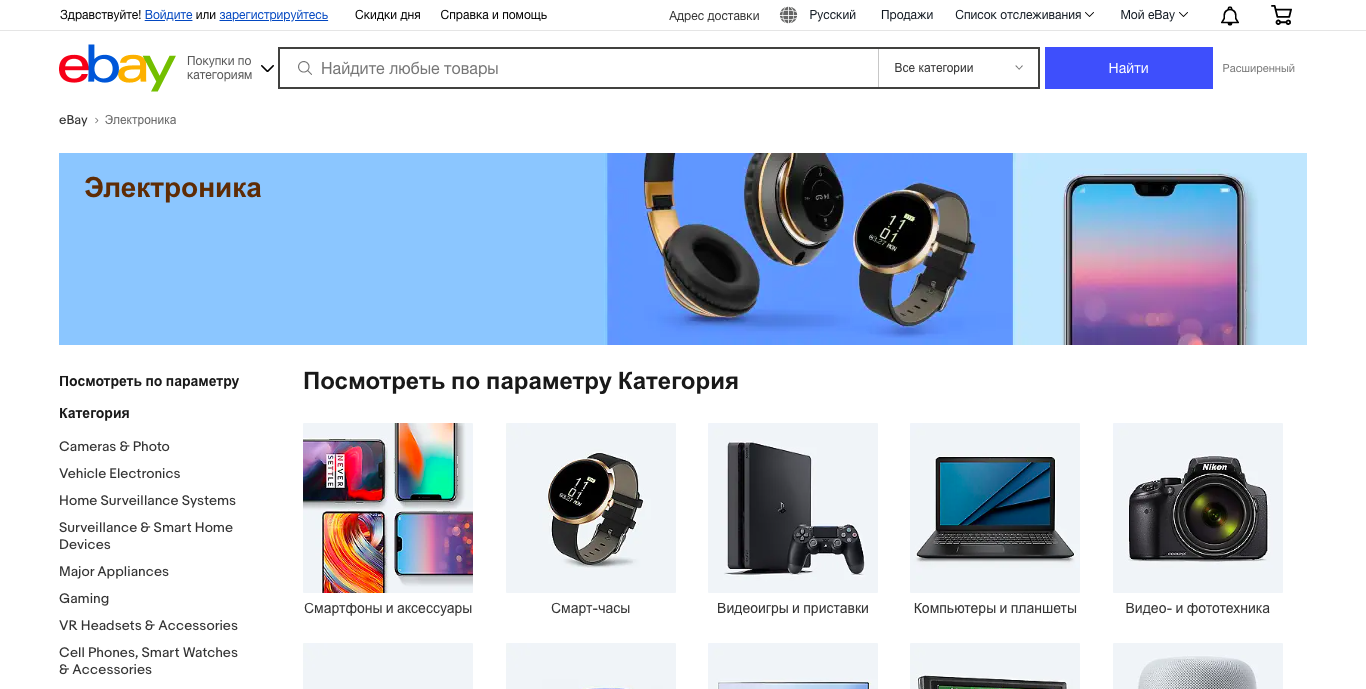 Здравствуйте! Войдите или зарегистрируйтесь
Скидки дня
Справка и помощь
Адрес доставки
Русский
Продажи
Список отслеживания
Мой eBay
ebay
Покупки по
категориям
Найдите любые товары
Все категории
Найти
Расширенный
eBay › Электроника
Электроника
Посмотреть по параметру
Категория
Cameras & Photo
Vehicle Electronics
Home Surveillance Systems
Surveillance & Smart Home
Devices
Major Appliances
Gaming
VR Headsets & Accessories
Cell Phones, Smart Watches
& Accessories
Посмотреть по параметру Категория
NEVER
SETTLE
Смартфоны и аксессуары
Смарт-часы
Видеоигры и приставки
Компьютеры и планшеты
Nikon
Видео- и фототехника